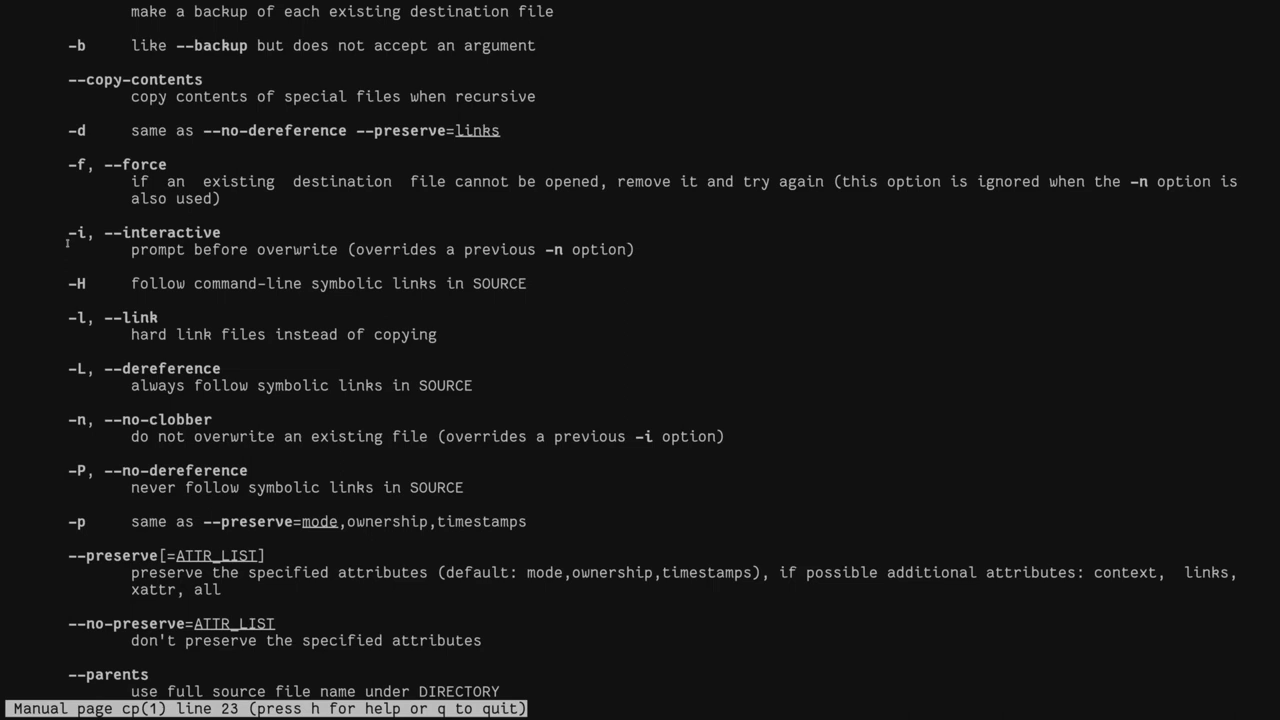 make a backup of each existing destination file
-b like --backup but does not accept an argument
--copy-contents
copy contents of special files when recursive
-d same as --no-dereference --preserve=links
-f, --force
if an existing destination file cannot be opened, remove it and try again (this option is ignored when the -n option is
also used)
-i, --interactive
prompt before overwrite (overrides a previous -n option)
-H follow command-line symbolic links in SOURCE
-l, --link
hard link files instead of copying
-L, --dereference
always follow symbolic links in SOURCE
-n, --no-clobber
do not overwrite an existing file (overrides a previous -i option)
-P, --no-dereference
never follow symbolic links in SOURCE
-p same as --preserve=mode,ownership,timestamps
--preserve[=ATTR_LIST]
preserve the specified attributes (default: mode,ownership,timestamps), if possible additional attributes: context, links,
xattr, all
--no-preserve=ATTR_LIST
don't preserve the specified attributes
--parents
use full source file name under DIRECTORY
Manual page cp(1) line 23 (press h for help or q to quit)